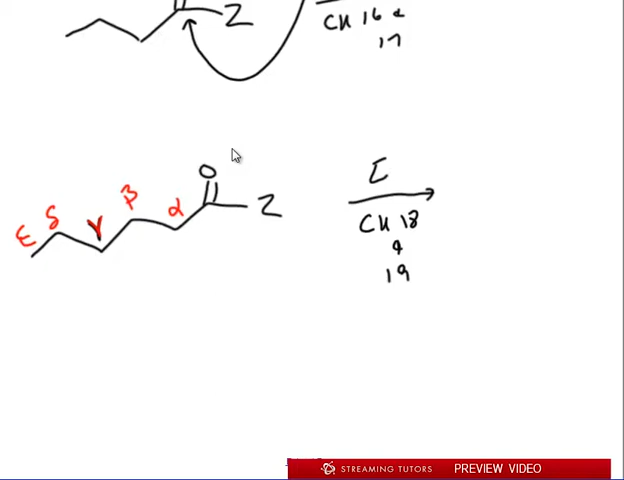 Z
CH 16 &
17
O
Z
α
β
γ
δ
ε
E
CH 18
&
19
STREAMING TUTORS PREVIEW VIDEO